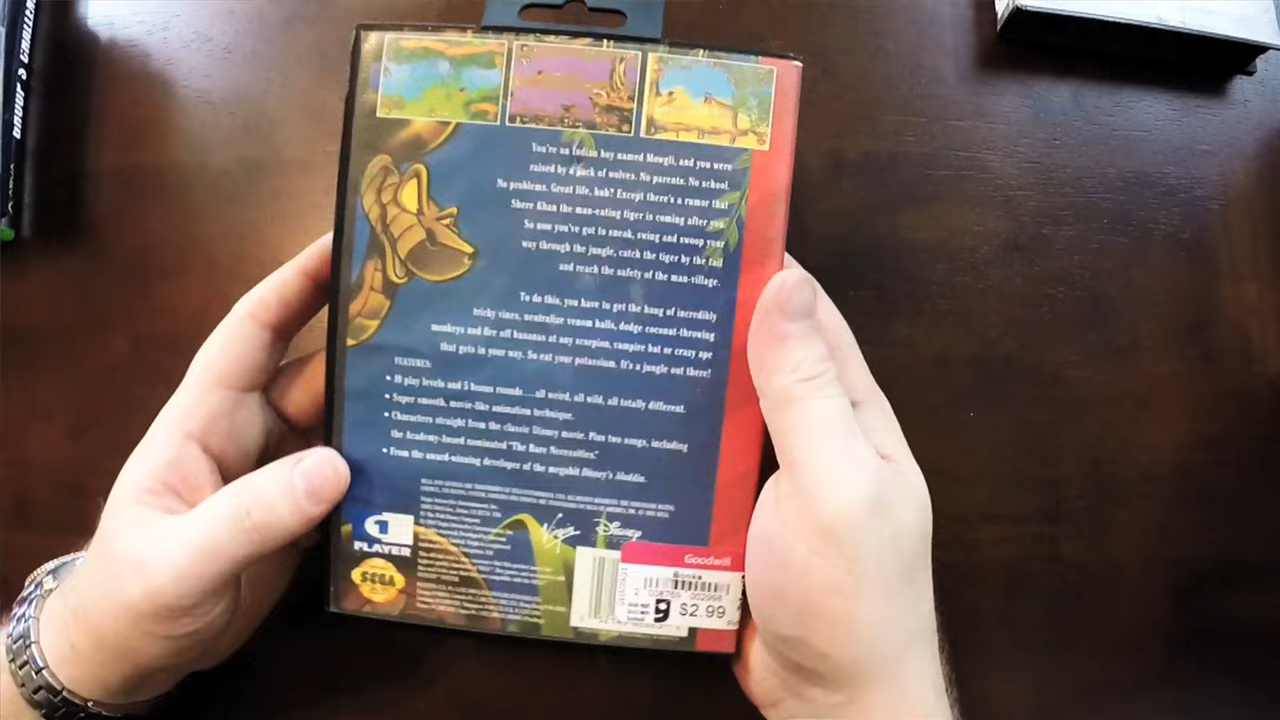 You're an Indian boy named Mowgli, and you were
raised by a pack of wolves. No parents. No school.
No problems. Great life, huh? Except there's a rumor that
Shere Khan the man-eating tiger is coming after you.
So now you've got to sneak, swing and swoop your
way through the jungle, catch the tiger by the tail
and reach the safety of the man-village.
To do this, you have to get the hang of incredibly
tricky vines, neutralize venom balls, dodge coconut-throwing
monkeys and fire off bananas at any scorpion, vampire bat or crazy ape
that gets in your way. So eat your potassium. It's a jungle out there!
FEATURES:
• 10 play levels and 5 bonus rounds....all weird, all wild, all totally different.
• Super smooth, movie-like animation technique.
• Characters straight from the classic Disney movie. Plus two songs, including
the Academy-Award nominated "The Bare Necessities."
• From the award-winning developer of the megahit Disney's Aladdin.
Virgin Disney
1
PLAYER
SEGA
Goodwill
Books
$2.99